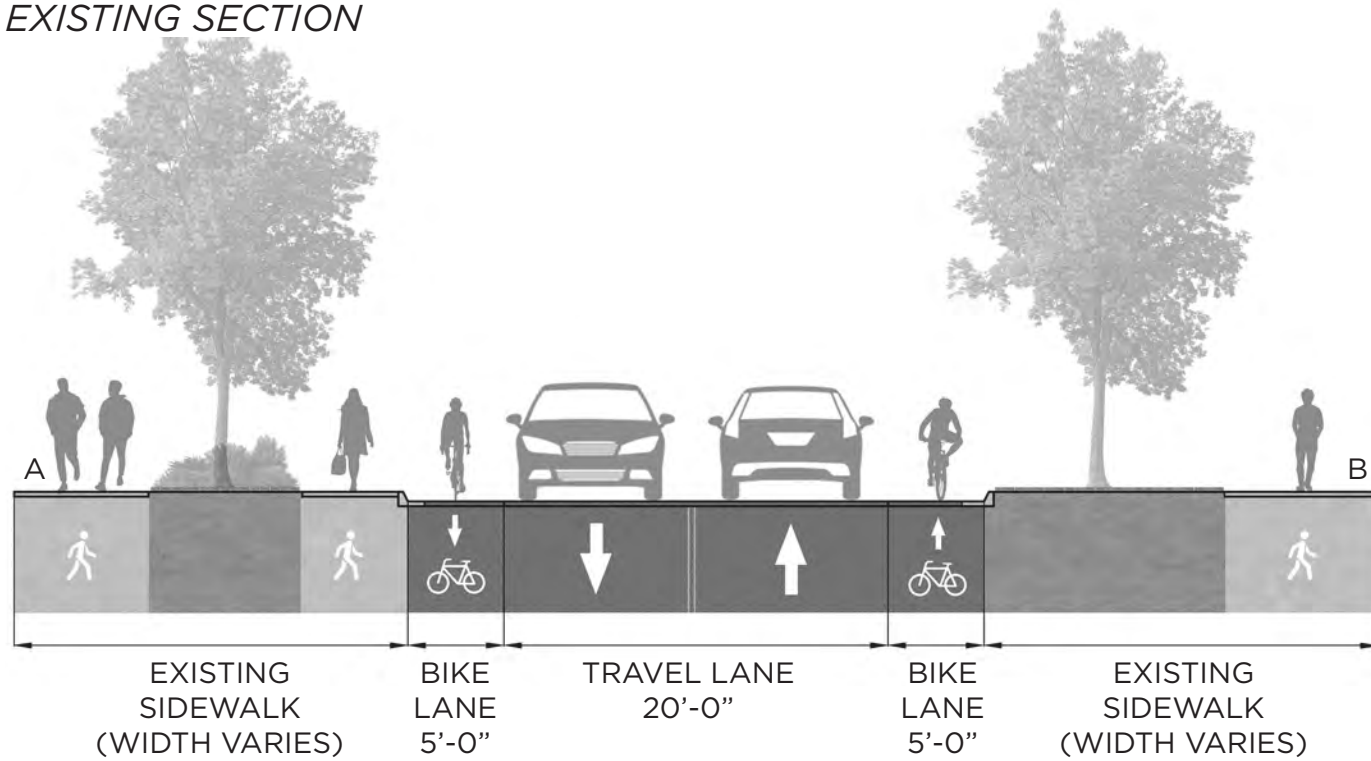 EXISTING SECTION
A
B
EXISTING
SIDEWALK
(WIDTH VARIES)
BIKE
LANE
5'-0”
TRAVEL LANE
20'-0”
BIKE
LANE
5'-0”
EXISTING
SIDEWALK
(WIDTH VARIES)